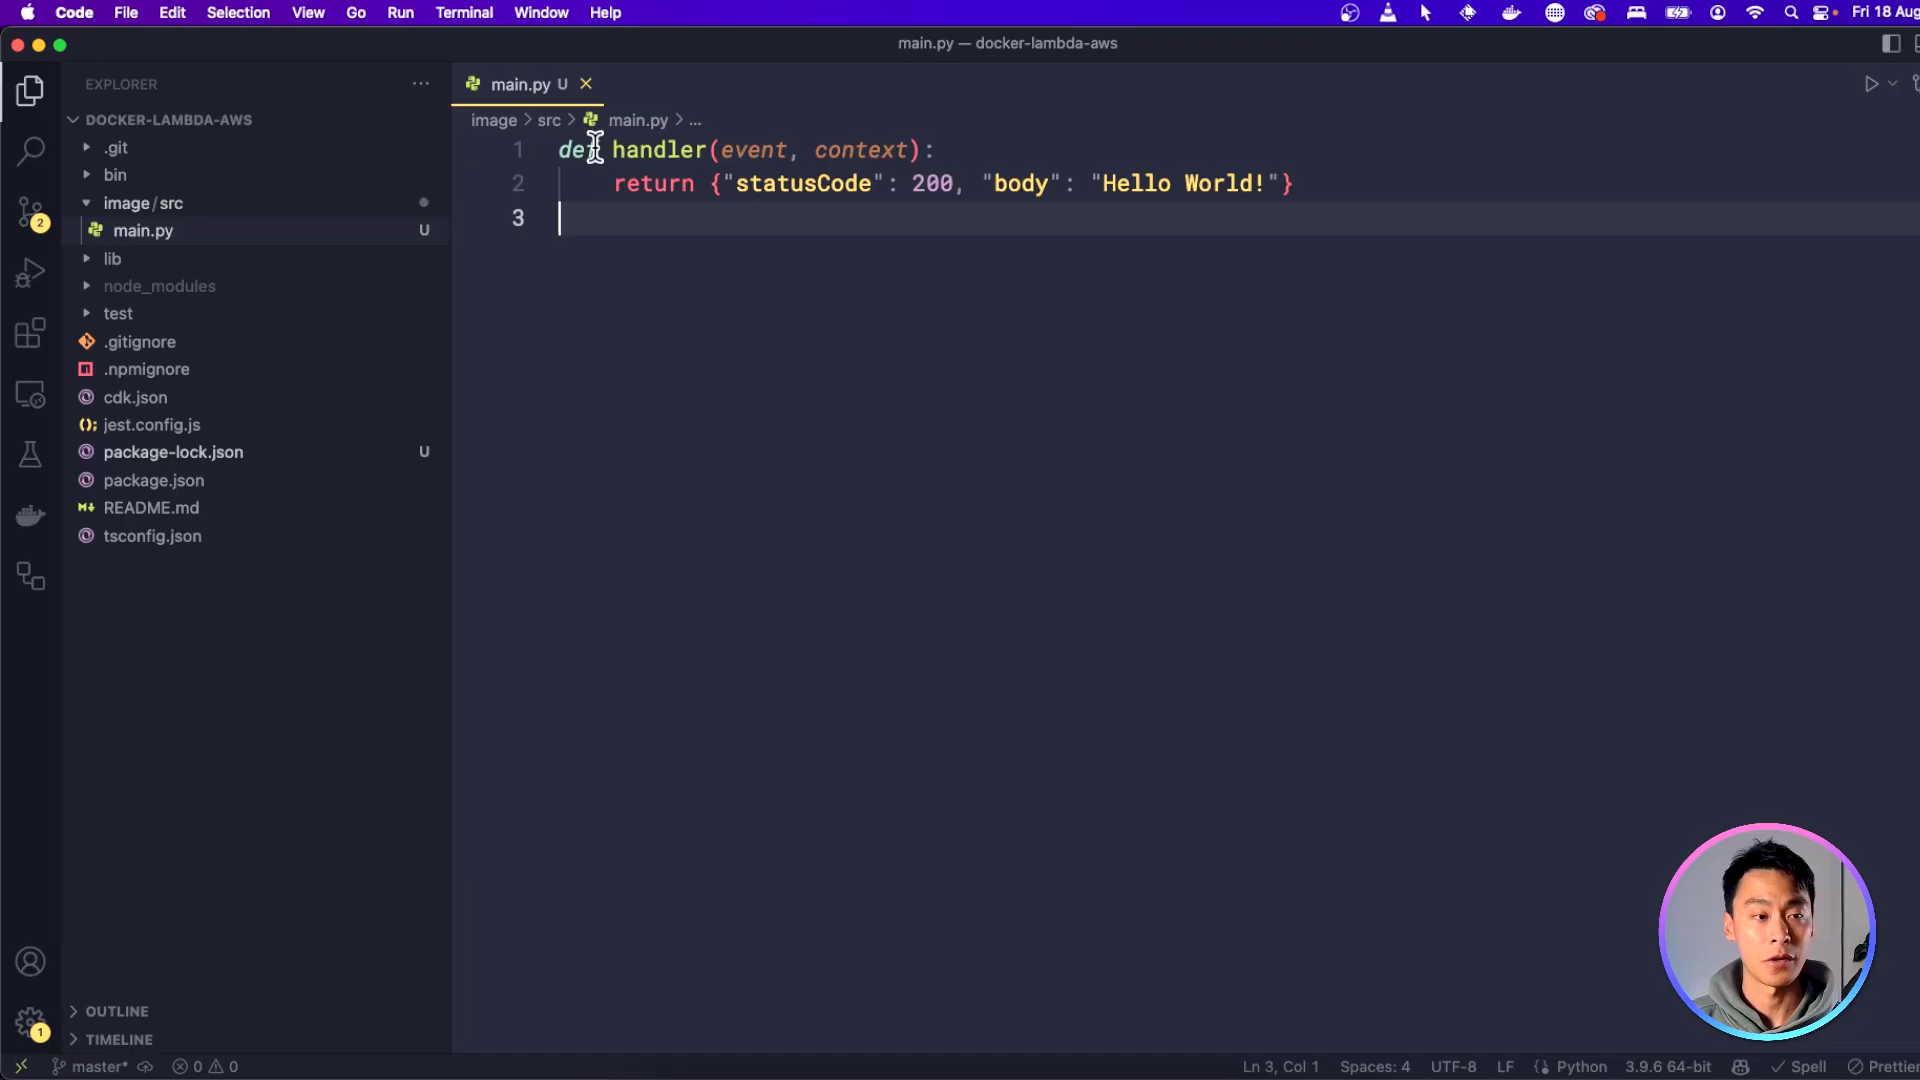 Code File Edit Selection View Go Run Terminal Window Help Fri 18 Aug
main.py — docker-lambda-aws
EXPLORER
main.py U
DOCKER-LAMBDA-AWS
image > src > main.py > ...
.git
1 def handler(event, context):
bin
2 return {"statusCode": 200, "body": "Hello World!"}
image/src
3
main.py U
lib
node_modules
test
.gitignore
.npmignore
cdk.json
jest.config.js
package-lock.json U
package.json
README.md
tsconfig.json
2
1
OUTLINE
TIMELINE
master* 0 0 Ln 3, Col 1 Spaces: 4 UTF-8 LF Python 3.9.6 64-bit Spell Prettier